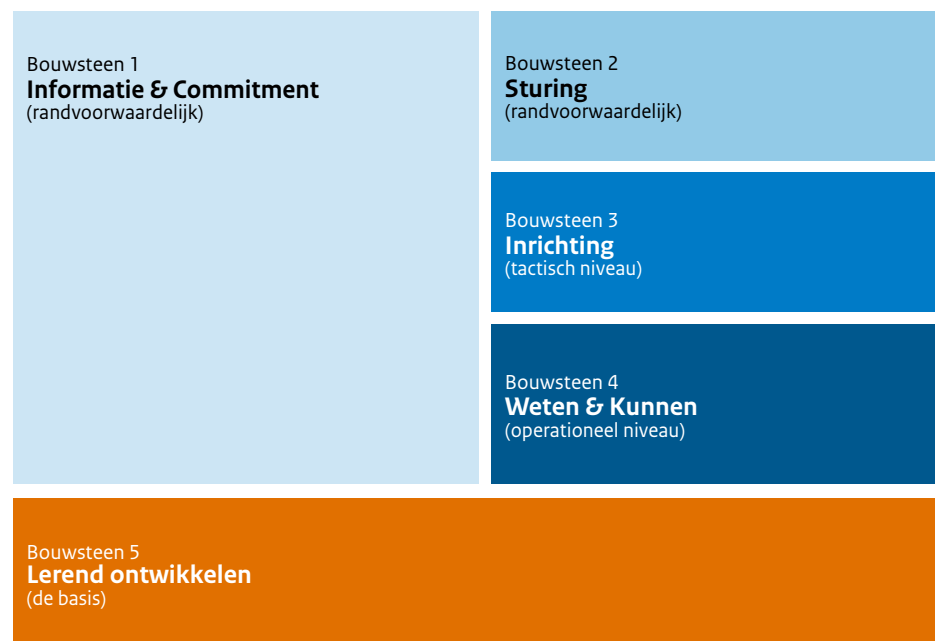 Bouwsteen 1
Informatie & Commitment
(randvoorwaardelijk)
Bouwsteen 2
Sturing
(randvoorwaardelijk)
Bouwsteen 3
Inrichting
(tactisch niveau)
Bouwsteen 4
Weten & Kunnen
(operationeel niveau)
Bouwsteen 5
Lerend ontwikkelen
(de basis)